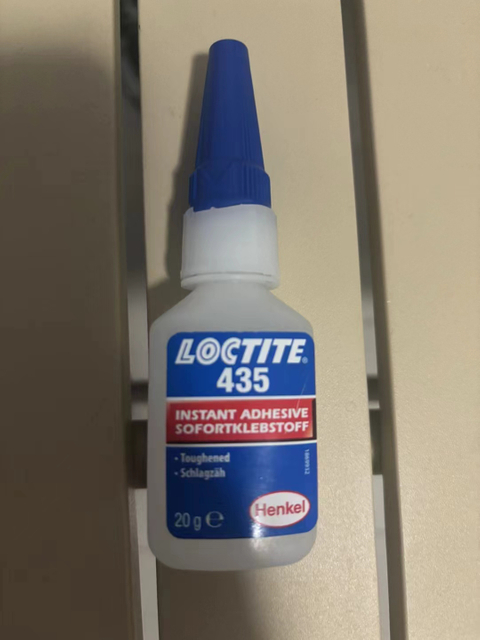 LOCTITE®
435
INSTANT ADHESIVE
SOFORTKLEBSTOFF
• Toughened
• Schlagzäh
20 g ℮
Henkel